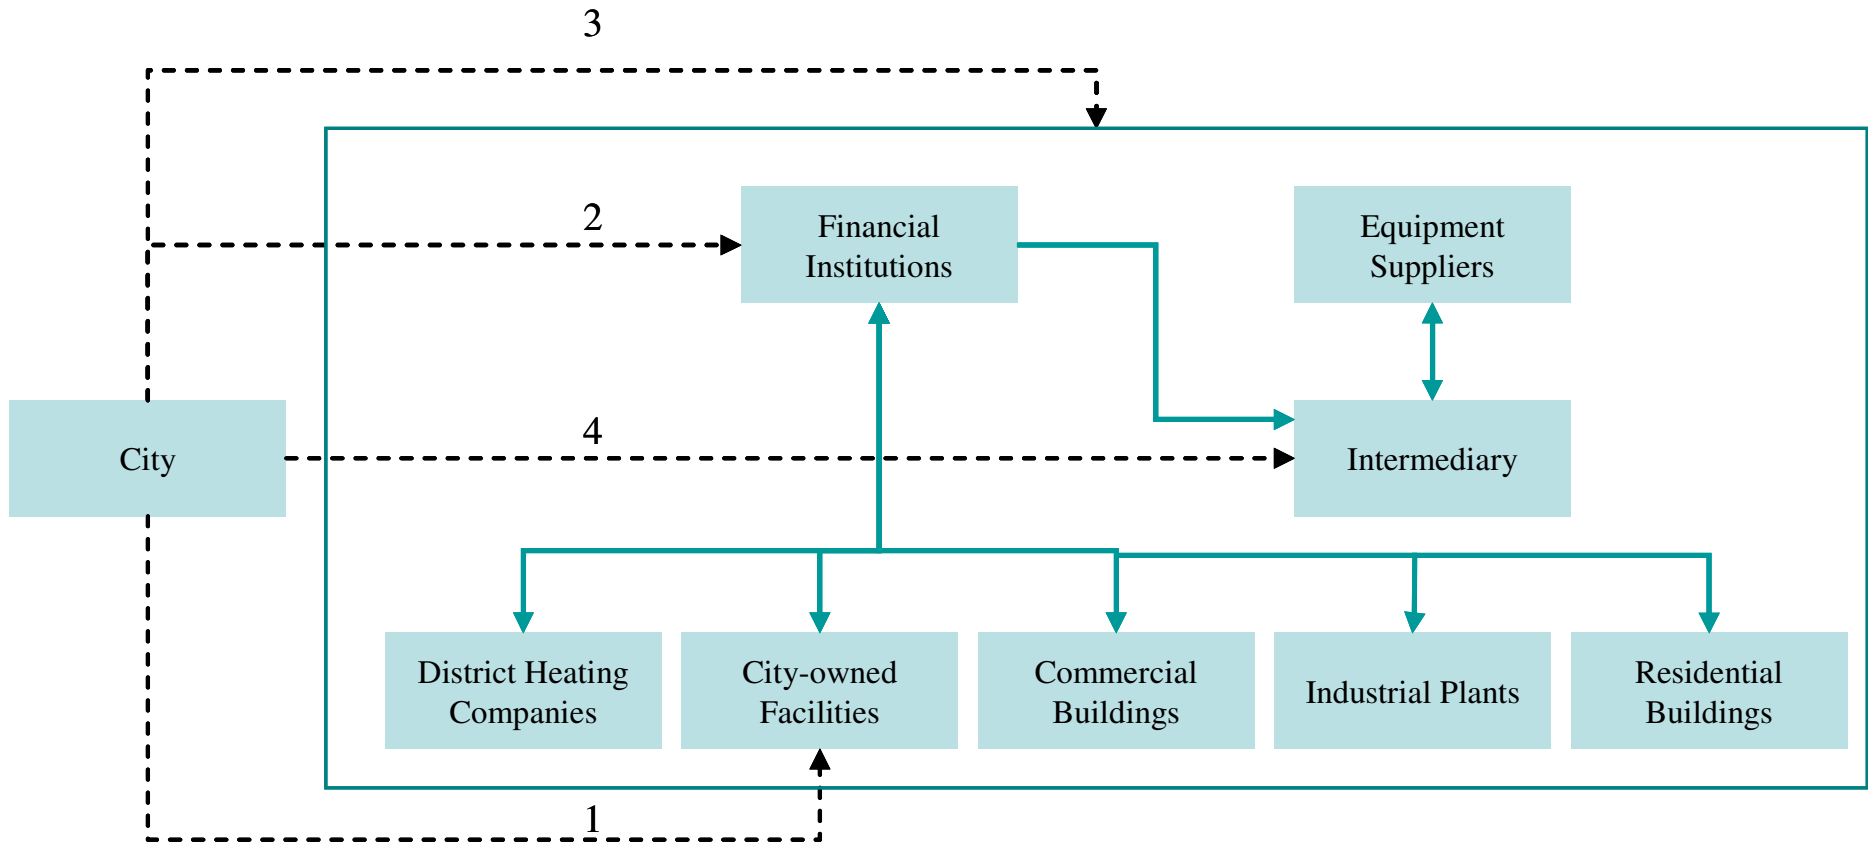 3
2
Financial
Institutions
Equipment
Suppliers
4
City
Intermediary
District Heating
Companies
City-owned
Facilities
Commercial
Buildings
Industrial Plants
Residential
Buildings
1